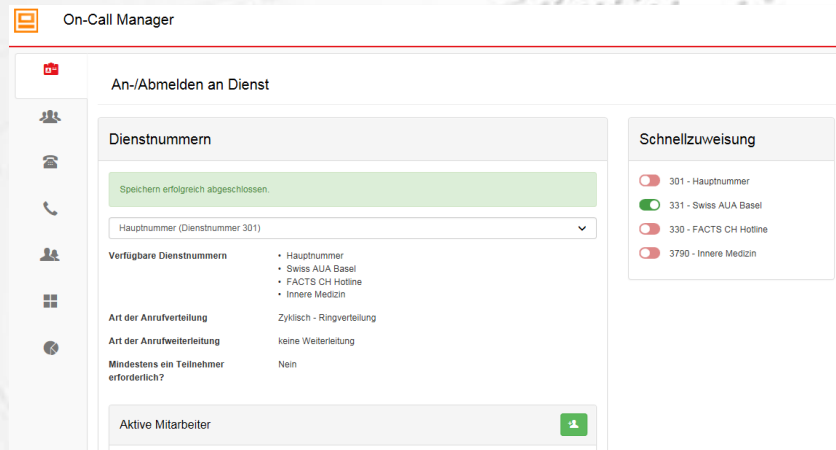 On-Call Manager
An-/Abmelden an Dienst
Dienstnummern
Speichern erfolgreich abgeschlossen.
Hauptnummer (Dienstnummer 301)
Verfügbare Dienstnummern
• Hauptnummer
• Swiss AUA Basel
• FACTS CH Hotline
• Innere Medizin
Art der Anrufverteilung
Zyklisch - Ringverteilung
Art der Anrufweiterleitung
keine Weiterleitung
Mindestens ein Teilnehmer
erforderlich?
Nein
Aktive Mitarbeiter
Schnellzuweisung
301 - Hauptnummer
331 - Swiss AUA Basel
330 - FACTS CH Hotline
3790 - Innere Medizin